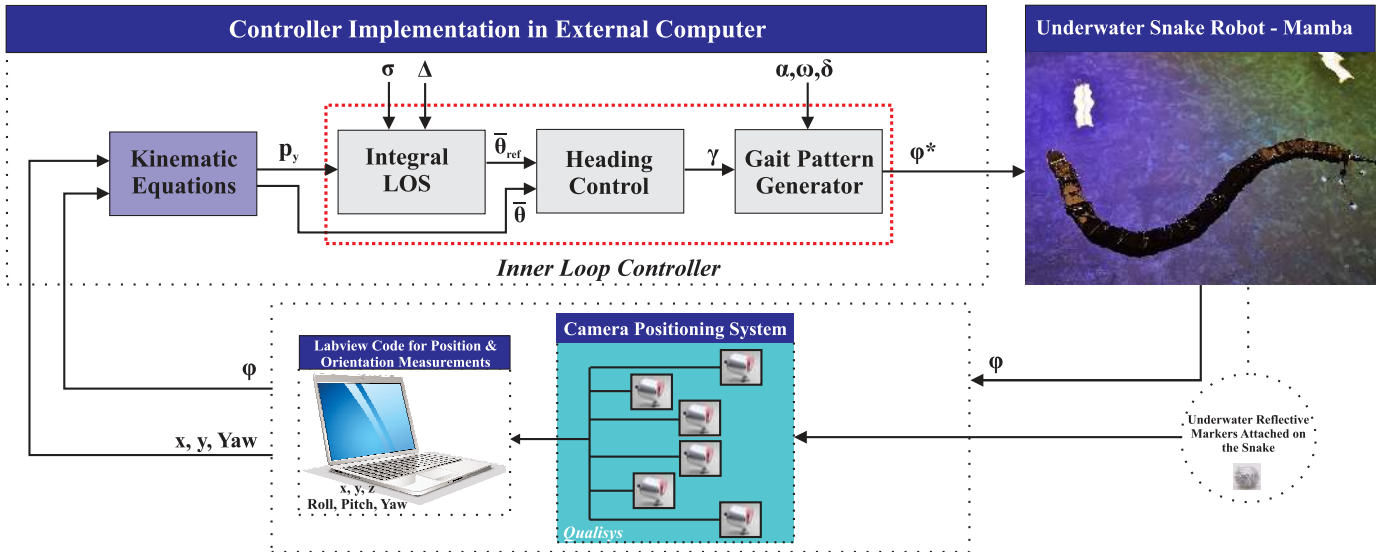 Controller Implementation in External Computer
Underwater Snake Robot - Mamba
σ Δ
α,ω,δ
Kinematic
Equations
p_y
Integral
LOS
θ̅_ref
θ̅
Heading
Control
γ
Gait Pattern
Generator
φ*
Inner Loop Controller
Labview Code for Position &
Orientation Measurements
Camera Positioning System
φ
φ
x, y, Yaw
x, y, z
Roll, Pitch, Yaw
Qualisys
Underwater Reflective
Markers Attached on
the Snake